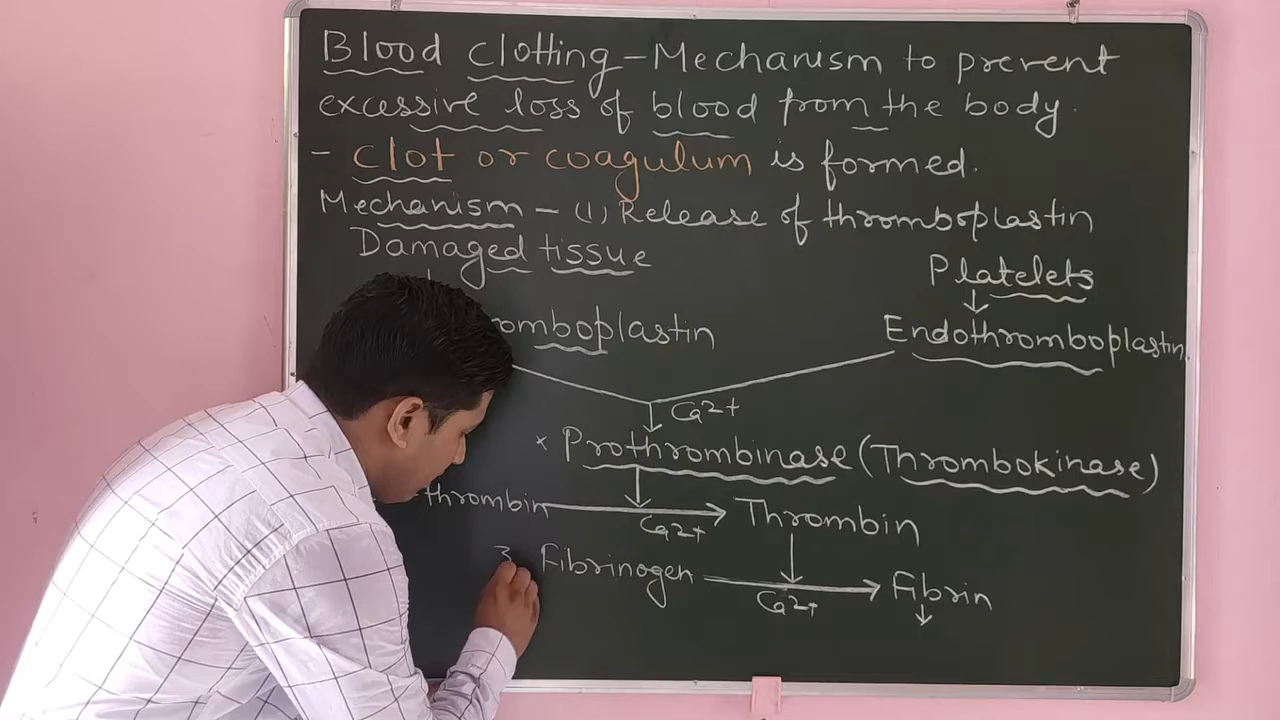 Blood clotting - Mechanism to prevent
excessive loss of blood from the body.
- clot or coagulum is formed.
Mechanism - (1) Release of thromboplastin
Damaged tissue
Platelets
omboplastin
Endothromboplastin
Ca2+
× Prothrombinase (Thrombokinase)
thrombin
Ca2+
Thrombin
3 Fibrinogen
Ca2+
Fibrin